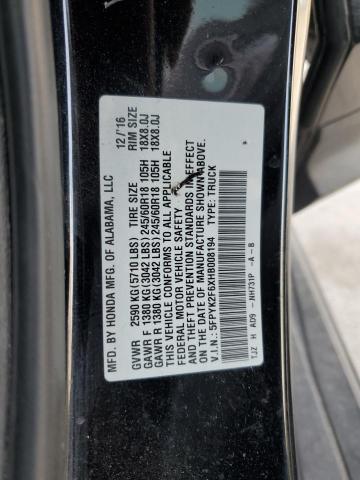 MFD. BY HONDA MFG. OF ALABAMA, LLC 12/'16
GVWR 2590 KG(5710 LBS) TIRE SIZE RIM SIZE
GAWR F 1380 KG(3042 LBS) 245/60R18 105H 18X8.0J
GAWR R 1380 KG(3042 LBS) 245/60R18 105H 18X8.0J
THIS VEHICLE CONFORMS TO ALL APPLICABLE
FEDERAL MOTOR VEHICLE SAFETY
AND THEFT PREVENTION STANDARDS IN EFFECT
ON THE DATE OF MANUFACTURE SHOWN ABOVE.
V.I.N.: 5FPYK2F6XHB008194 TYPE: TRUCK
TJZ H AD9 NH731P -A -B